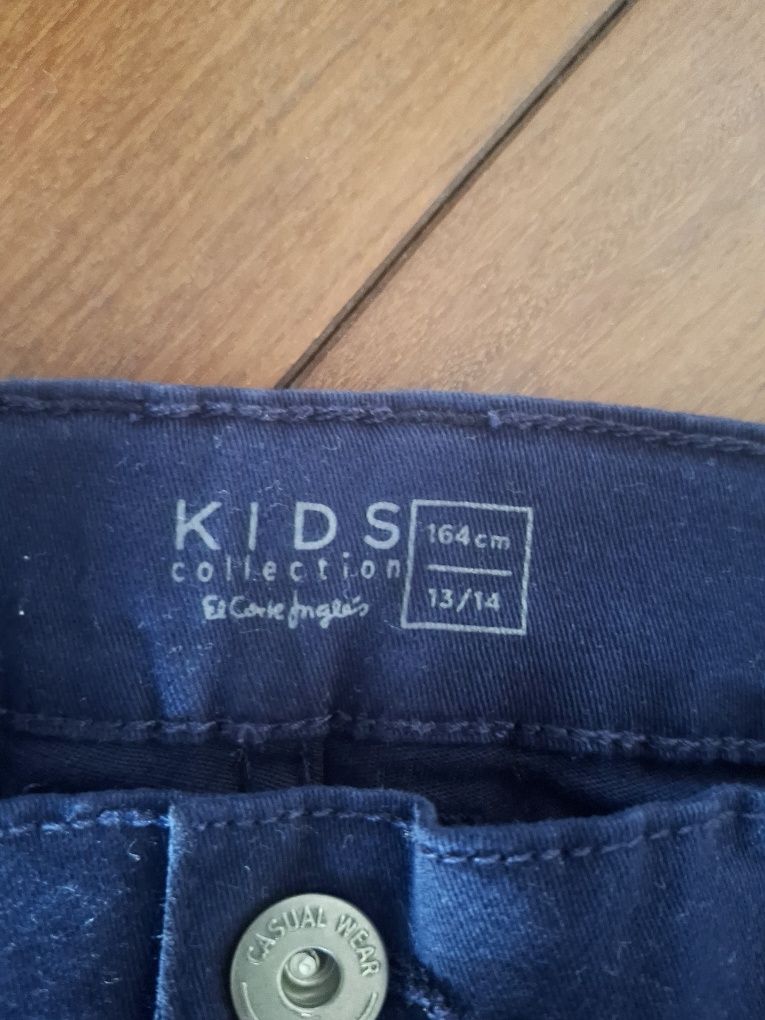 KIDS
collection
El Corte Inglés
164cm
13/14
CASUAL WEAR